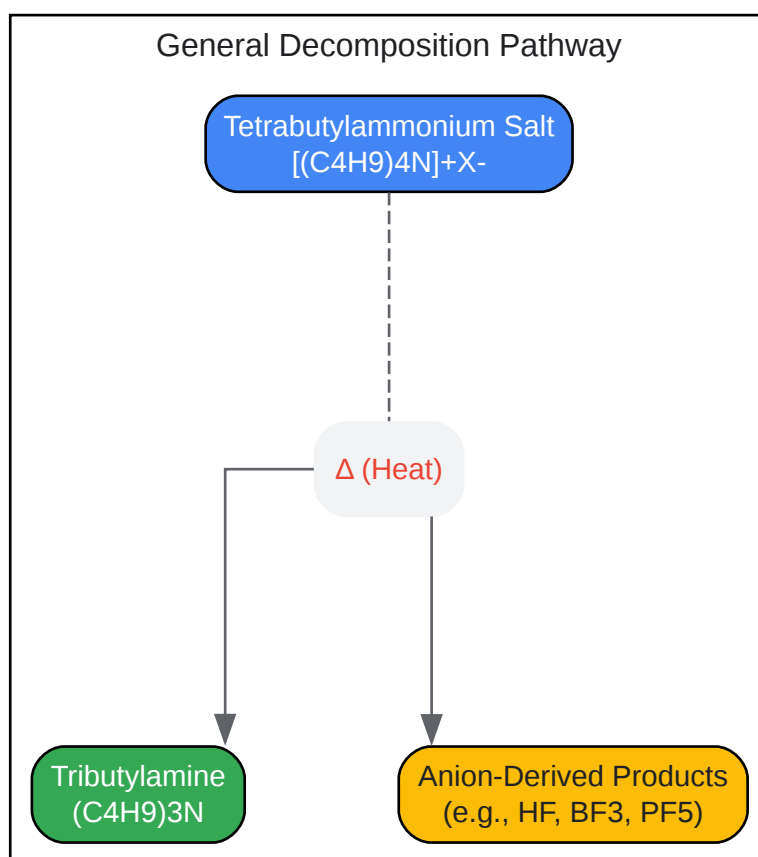 General Decomposition Pathway
Tetrabutylammonium Salt
[(C4H9)4N]+X-
Δ (Heat)
Tributylamine
(C4H9)3N
Anion-Derived Products
(e.g., HF, BF3, PF5)